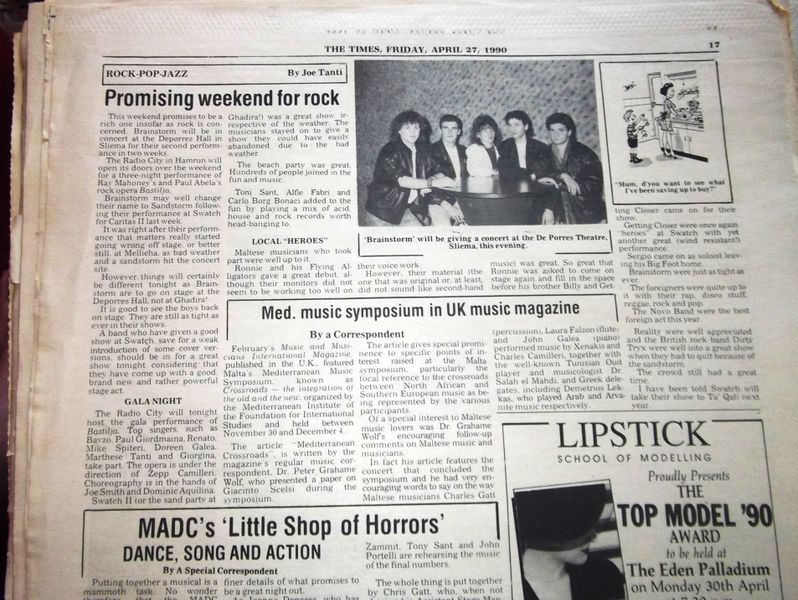 THE TIMES, FRIDAY, APRIL 27, 1990
17
ROCK-POP-JAZZ
By Joe Tanti
Promising weekend for rock
This weekend promises to be a
rich one insofar as rock is con-
cerned. Brainstorm will be in
concert at the Deporres Hall in
Sliema for their second perform-
ance in two weeks.
The Radio City in Hamrun will
open its doors over the weekend
for a three-night performance of
Ray Mahoney's and Paul Abela's
rock opera Bastilja.
Brainstorm may well change
their name to Sandstorm follow-
ing their performance at Swatch
for Caritas II last week.
It was right after their perform-
ance that matters really started
going wrong off stage, or better
still, at Mellieha, as bad weather
and a sandstorm hit the concert
site.
However, things will certainly
be different tonight as Brain-
storm are to go on stage at the
Deporres Hall, not at Ghadira!
It is good to see the boys back
on stage. They are still as tight as
ever in their shows.
A band who have given a good
show at Swatch, save for a weak
introduction of some cover ver-
sions, should be in for a great
show tonight considering that
they have come up with a good,
brand new and rather powerful
stage act.
GALA NIGHT
The Radio City will tonight
host the gala performance of
Bastilja. Top singers, such as
Bayzo, Paul Giordmaina, Renato,
Mike Spiteri, Doreen Galea,
Marthese Tanti and Giorgina,
take part. The opera is under the
direction of Zepp Camilleri.
Choreography is in the hands of
Joe Smith and Dominic Aquilina.
Swatch II (or the sand party at
Ghadira!) was a great show, ir-
respective of the weather. The
musicians stayed on to give a
show they could have easily
abandoned due to the bad
weather.
The beach party was great.
Hundreds of people joined in the
fun and music.
Toni Sant, Alfie Fabri and
Carlo Borg Bonaci added to the
fun by playing a mix of acid,
house and rock records worth
head-banging to.
LOCAL "HEROES"
Maltese musicians who took
part were well up to it.
Ronnie and his Flying Al-
ligators gave a great debut, al-
though their monitors did not
seem to be working too well on
'Brainstorm' will be giving a concert at the De Porres Theatre,
Sliema, this evening.
their voice work.
However, their material (the
one that was original or, at least,
did not sound like second-hand
music) was great. So great that
Ronnie was asked to come on
stage again and fill in the space
before his brother Billy and Get-
"Mum, d'you want to see what
I've been saving up to buy?"
ting Closer came on for their
show.
Getting Closer were once again
"heroes" at Swatch with yet
another great (wind resistant)
performance.
Sergio came on as soloist leav-
ing his Big Foot home.
Brainstorm were just as tight as
ever.
The foreigners were quite up to
it with their rap, disco stuff,
reggae, rock and pop.
The Novo Band were the best
foreign act this year.
Reality were well appreciated
and the British rock band Dirty
Tryx were well into a great show
when they had to quit because of
the sandstorm.
The crowd still had a great
time.
I have been told Swatch will
take their show to Ta' Qali next
year.
Med. music symposium in UK music magazine
By a Correspondent
February's Music and Musi-
cians International Magazine,
published in the U.K., featured
Malta's Mediterranean Music
Symposium, known as
Crossroads — the integration of
the old and the new, organized by
the Mediterranean Institute of
the Foundation for International
Studies and held between
November 30 and December 4.
The article "Mediterranean
Crossroads", is written by the
magazine's regular music cor-
respondent, Dr. Peter Grahame
Wolf, who presented a paper on
Giacinto Scelsi during the
symposium.
The article gives special promi-
nence to specific points of in-
terest raised at the Malta
symposium, particularly the
focal reference to the crossroads
between North African and
Southern European music as be-
ing represented by the various
participants.
Of a special interest to Maltese
music lovers was Dr. Grahame
Wolf's encouraging follow-up
comments on Maltese music and
musicians.
In fact his article features the
concert that concluded the
symposium and he had very en-
couraging words to say on the way
Maltese musicians Charles Gatt
(percussion), Laura Falzon (flute)
and John Galea (piano)
performed music by Xenakis and
Charles Camilleri, together with
the well-known Tunisian Oud
player and musicologist Dr.
Salah el Mahdi, and Greek dele-
gates, including Demetrios Lek-
kas, who played Arab and Arva-
nite music respectively.
LIPSTICK
SCHOOL OF MODELLING
Proudly Presents
THE
TOP MODEL '90
AWARD
to be held at
The Eden Palladium
on Monday 30th April
MADC's 'Little Shop of Horrors'
DANCE, SONG AND ACTION
By A Special Correspondent
Putting together a musical is a
mammoth task. No wonder
finer details of what promises to
be a great night out.
Zammit, Tony Sant and John
Portelli are rehearsing the music
of the final numbers.
The whole thing is put together
by Chris Gatt, who, when not